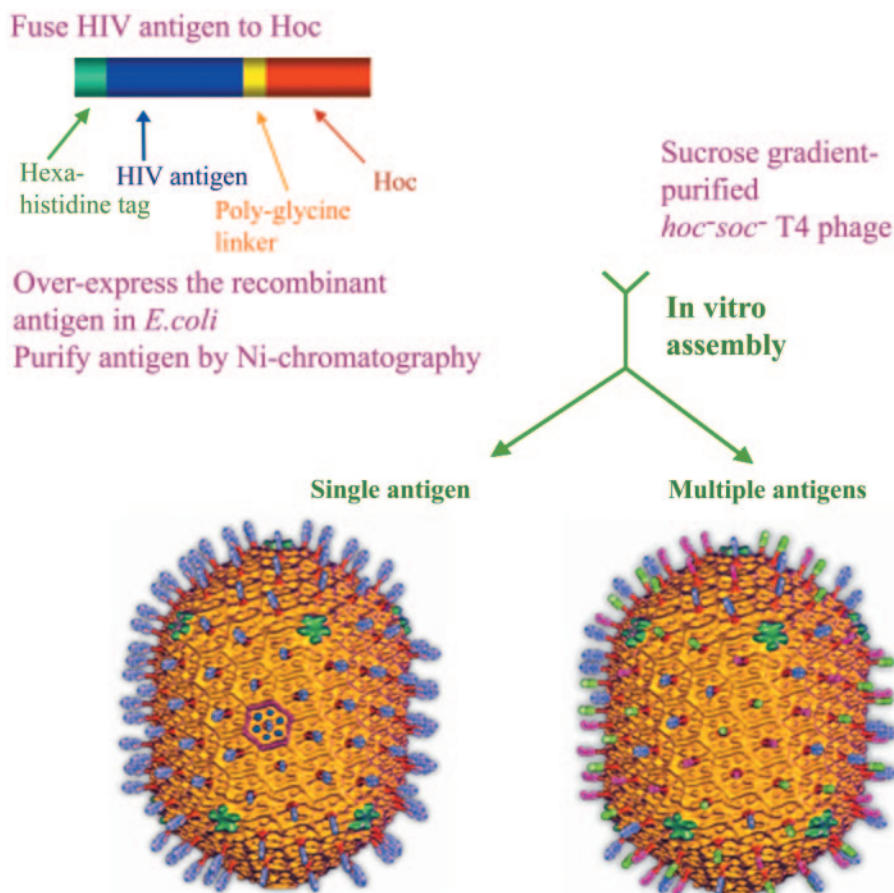 Fuse HIV antigen to Hoc
Hexa-
histidine tag
HIV antigen
Poly-glycine
linker
Hoc
Over-express the recombinant
antigen in E.coli
Purify antigen by Ni-chromatography
Sucrose gradient-
purified
hoc⁻soc⁻ T4 phage
In vitro
assembly
Single antigen
Multiple antigens